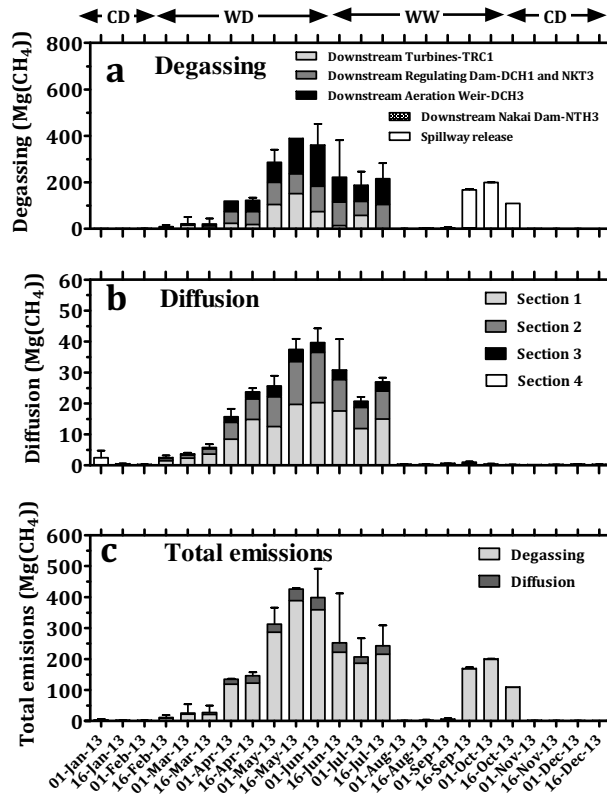 CD WD WW CD
a Degassing
Degassing (Mg(CH4))
800
600
400
200
0
Downstream Turbines-TRC1
Downstream Regulating Dam-DCH1 and NKT3
Downstream Aeration Weir-DCH3
Downstream Nakai Dam-NTH3
Spillway release
b Diffusion
Diffusion (Mg(CH4))
60
50
40
30
20
10
0
Section 1
Section 2
Section 3
Section 4
c Total emissions
Total emisions (Mg(CH4))
600
500
400
300
200
100
0
Degassing
Diffusion
01-Jan-13
16-Jan-13
01-Feb-13
16-Feb-13
01-Mar-13
16-Mar-13
01-Apr-13
16-Apr-13
01-May-13
16-May-13
01-Jun-13
16-Jun-13
01-Jul-13
16-Jul-13
01-Aug-13
16-Aug-13
01-Sep-13
16-Sep-13
01-Oct-13
16-Oct-13
01-Nov-13
16-Nov-13
01-Dec-13
16-Dec-13